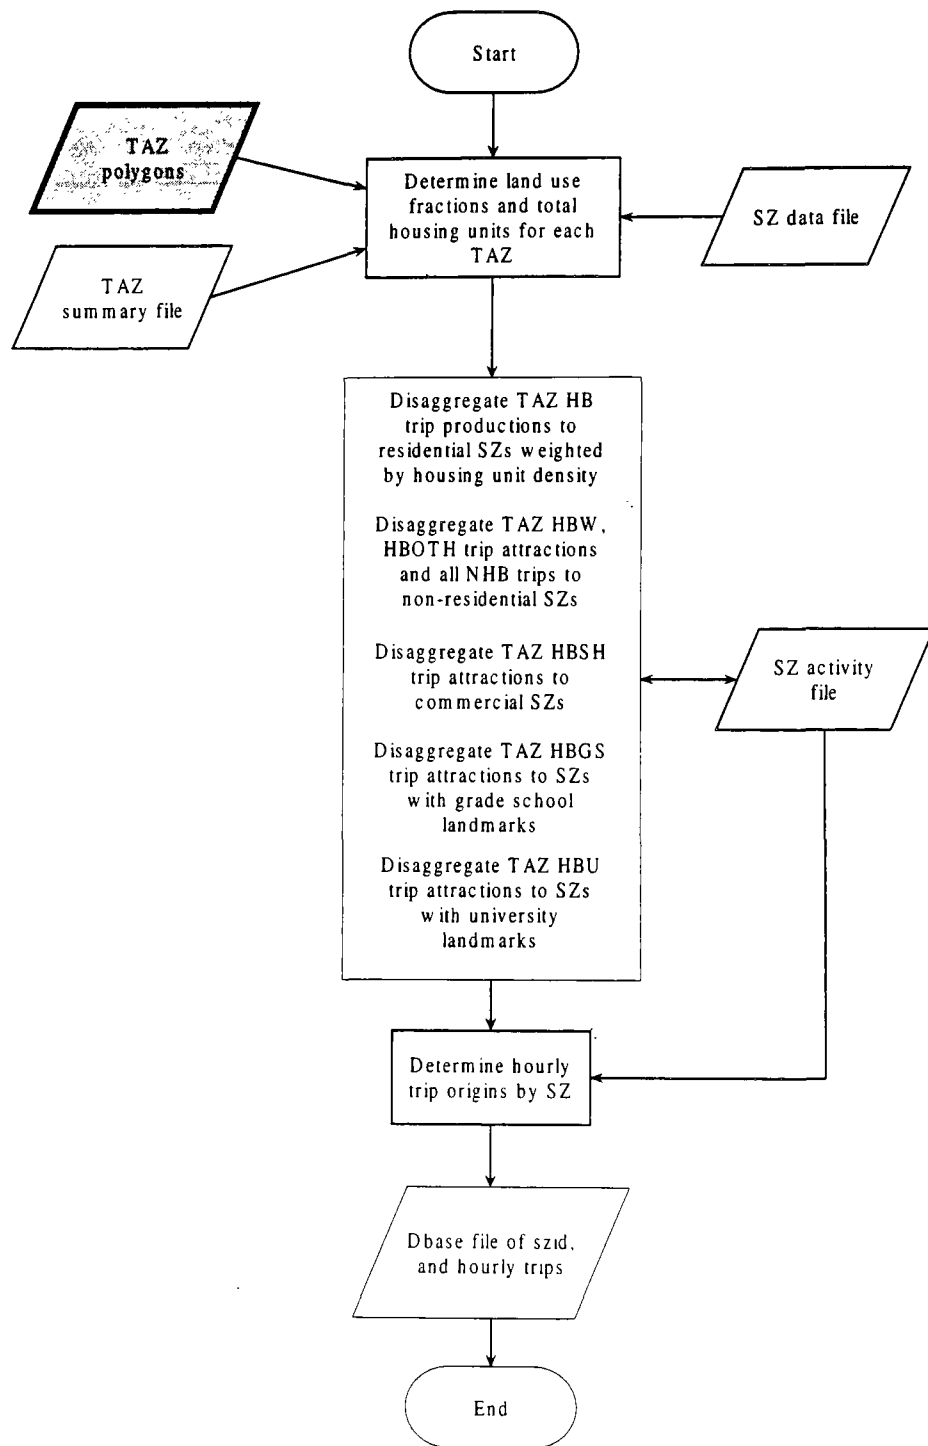 Start
TAZ
polygons
Determine land use
fractions and total
housing units for each
TAZ
SZ data file
TAZ
summary file
Disaggregate TAZ HB
trip productions to
residential SZs weighted
by housing unit density
Disaggregate TAZ HBW,
HBOTH trip attractions
and all NHB trips to
non-residential SZs
Disaggregate TAZ HBSH
trip attractions to
commercial SZs
SZ activity
file
Disaggregate TAZ HBGS
trip attractions to SZs
with grade school
landmarks
Disaggregate TAZ HBU
trip attractions to SZs
with university
landmarks
Determine hourly
trip origins by SZ
Dbase file of szid,
and hourly trips
End